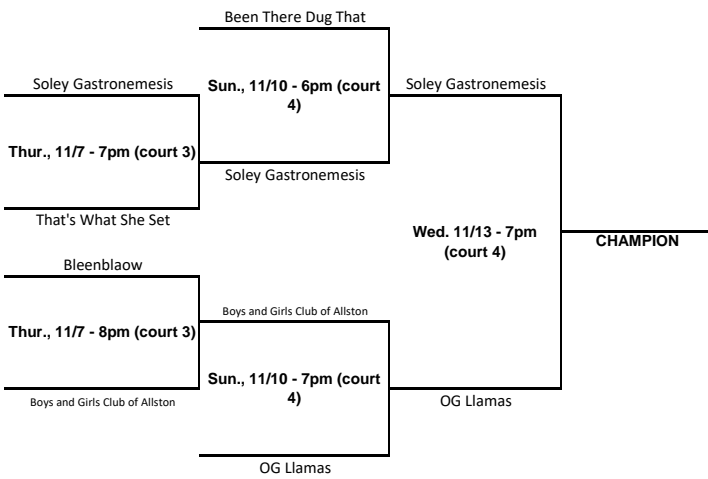 Been There Dug That
Soley Gastronemesis
Sun., 11/10 - 6pm (court
4)
Soley Gastronemesis
Thur., 11/7 - 7pm (court 3)
Soley Gastronemesis
That's What She Set
Wed. 11/13 - 7pm
(court 4)
CHAMPION
Bleenblaow
Boys and Girls Club of Allston
Thur., 11/7 - 8pm (court 3)
Sun., 11/10 - 7pm (court
4)
Boys and Girls Club of Allston
OG Llamas
OG Llamas